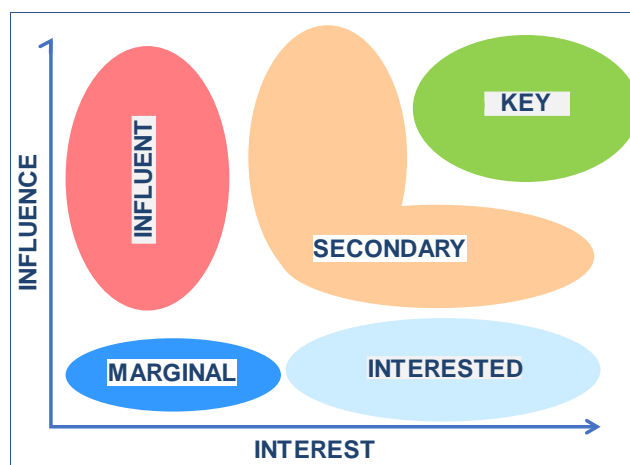 KEY
INFLUENT
INFLUENCE
SECONDARY
MARGINAL
INTERESTED
INTEREST